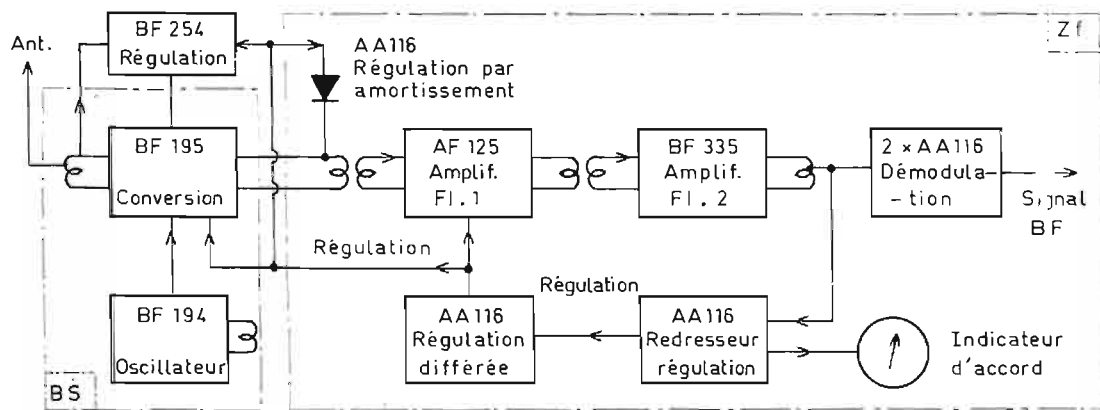 Ant.
BF 254
Régulation
AA116
Régulation par
amortissement
Zf
BF 195
Conversion
AF 125
Amplif.
FI. 1
BF 335
Amplif.
FI. 2
2 × AA116
Démodula-
-tion
Signal
BF
Régulation
Régulation
BF 194
Oscillateur
AA116
Régulation
différée
AA116
Redresseur
régulation
Indicateur
d'accord
BS